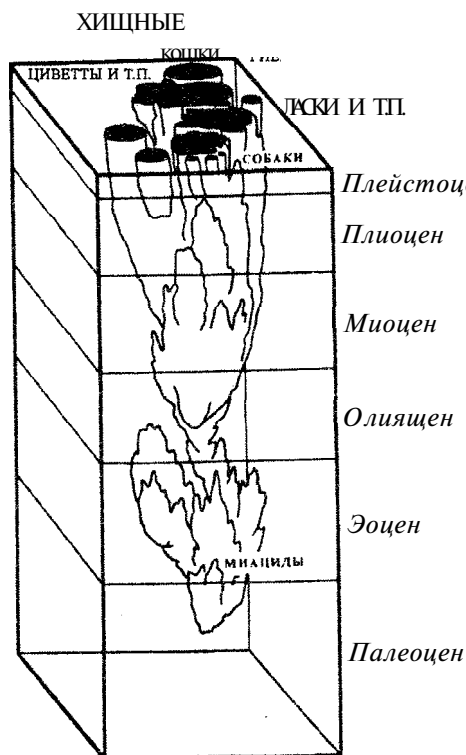 ХИЩНЫЕ
КОШКИ
ЦИВЕТТЫ И Т.П.
ЛАСКИ И Т.П.
СОБАКИ
Плейстоце
Плиоцен
Миоцен
Олиящен
Эоцен
МИАЦИДЫ
Палеоцен